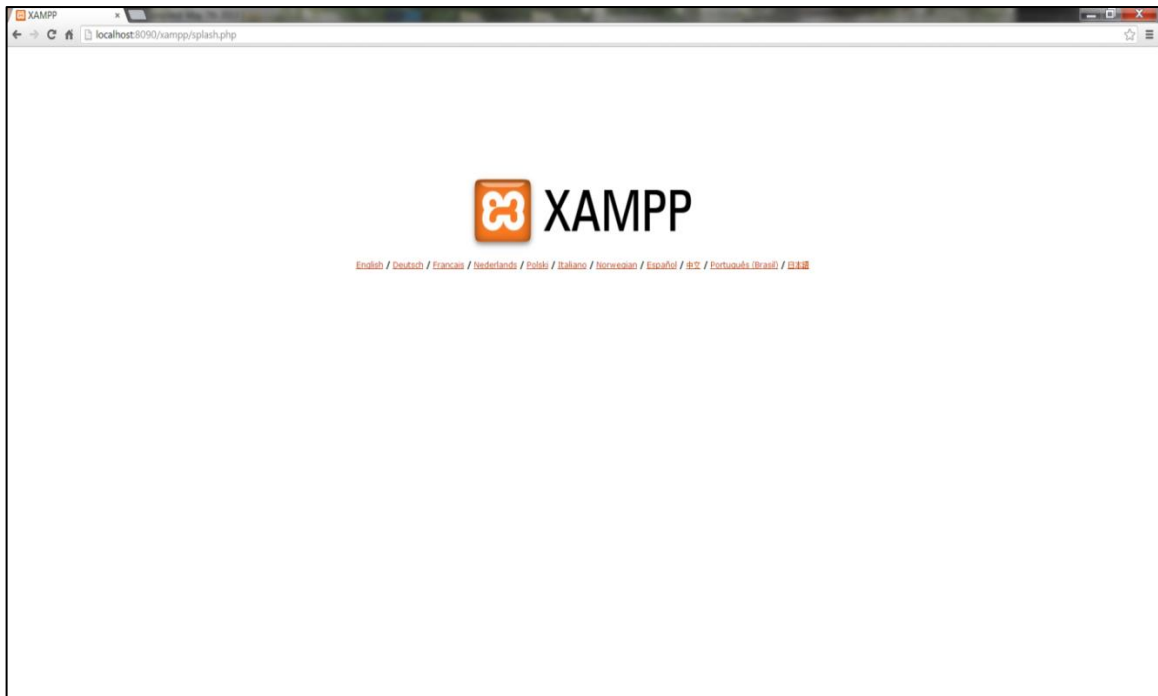 XAMPP
localhost:8090/xampp/splash.php
XAMPP
English / Deutsch / Francais / Nederlands / Polski / Italiano / Norwegian / Español / 中文 / Português (Brasil) / 日本語